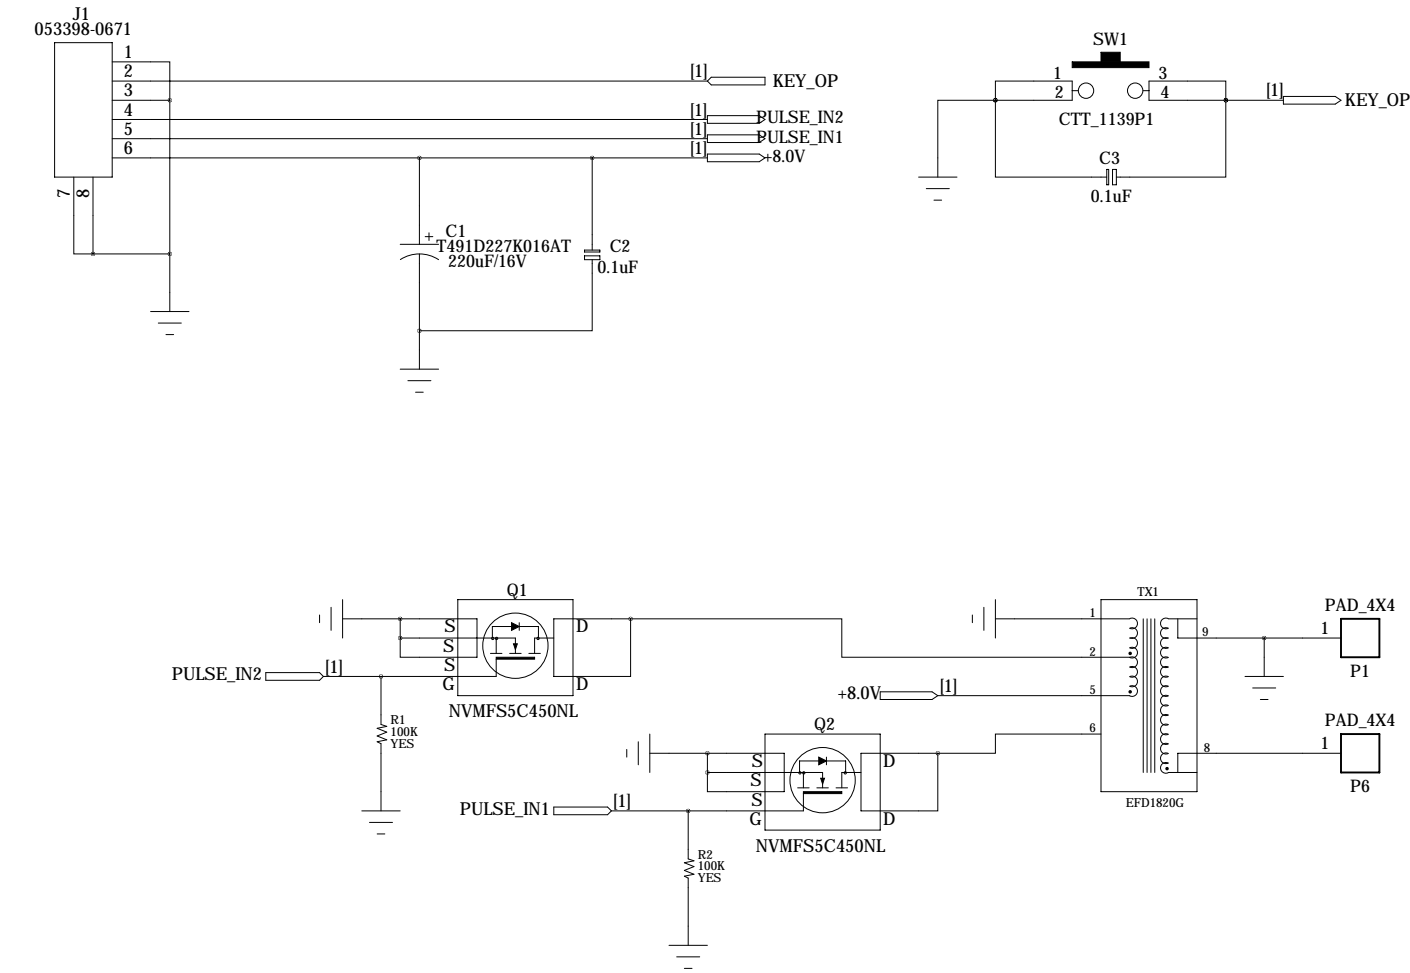 J1
053398-0671
1
2
3
4
5
6
7
8
[1]
KEY_OP
[1]
PULSE_IN2
[1]
PULSE_IN1
[1]
+8.0V
+
C1
T491D227K016AT
220uF/16V
C2
0.1uF
SW1
1
2
3
4
CTT_1139P1
[1]
KEY_OP
C3
0.1uF
Q1
S
S
S
G
D
D
NVMFS5C450NL
PULSE_IN2
[1]
R1
100K
YES
Q2
S
S
S
G
D
D
NVMFS5C450NL
PULSE_IN1
[1]
R2
100K
YES
+8.0V
[1]
TX1
1
2
5
6
9
8
EFD1820G
PAD_4X4
1
P1
PAD_4X4
1
P6